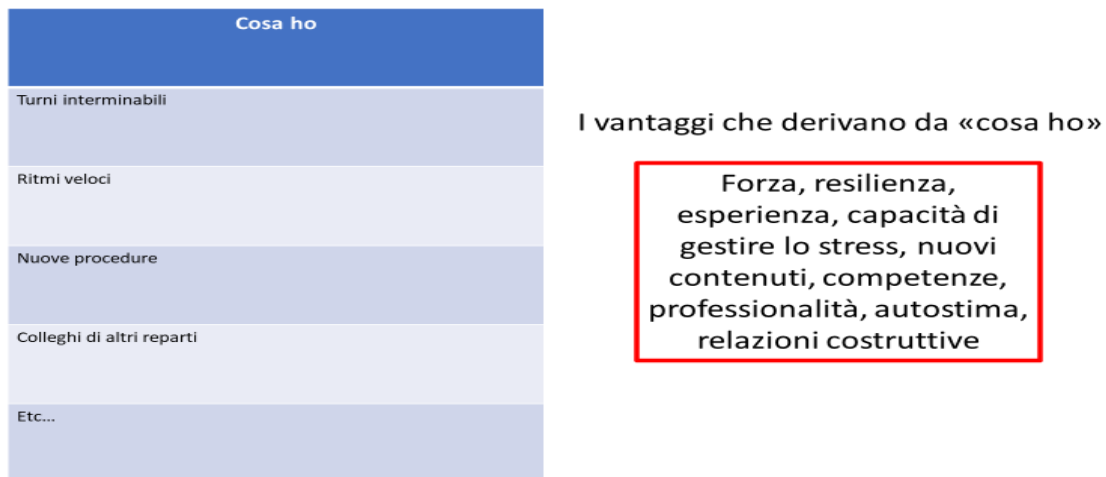 Cosa ho
Turni interminabili
Ritmi veloci
Nuove procedure
Colleghi di altri reparti
Etc...
I vantaggi che derivano da «cosa ho»
Forza, resilienza,
esperienza, capacità di
gestire lo stress, nuovi
contenuti, competenze,
professionalità, autostima,
relazioni costruttive